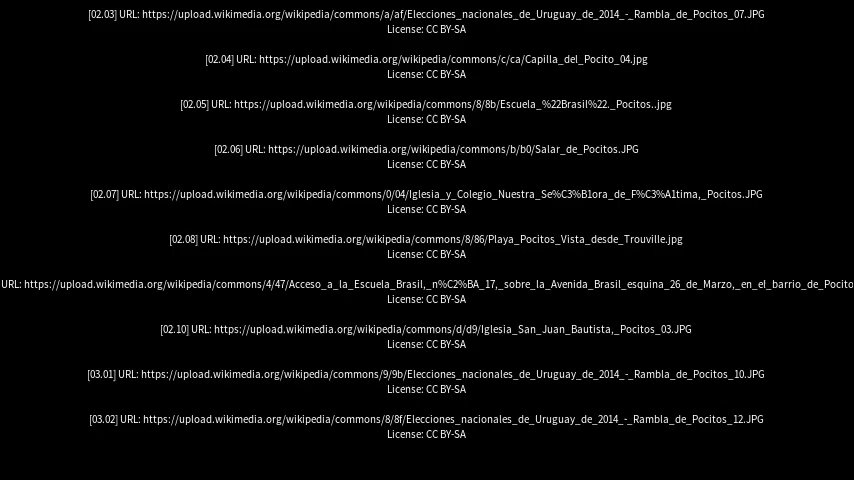 [02.03] URL: https://upload.wikimedia.org/wikipedia/commons/a/af/Elecciones_nacionales_de_Uruguay_de_2014_-_Rambla_de_Pocitos_07.JPG
License: CC BY-SA
[02.04] URL: https://upload.wikimedia.org/wikipedia/commons/c/ca/Capilla_del_Pocito_04.jpg
License: CC BY-SA
[02.05] URL: https://upload.wikimedia.org/wikipedia/commons/8/8b/Escuela_%22Brasil%22._Pocitos..jpg
License: CC BY-SA
[02.06] URL: https://upload.wikimedia.org/wikipedia/commons/b/b0/Salar_de_Pocitos.JPG
License: CC BY-SA
[02.07] URL: https://upload.wikimedia.org/wikipedia/commons/0/04/Iglesia_y_Colegio_Nuestra_Se%C3%B1ora_de_F%C3%A1tima,_Pocitos.JPG
License: CC BY-SA
[02.08] URL: https://upload.wikimedia.org/wikipedia/commons/8/86/Playa_Pocitos_Vista_desde_Trouville.jpg
License: CC BY-SA
URL: https://upload.wikimedia.org/wikipedia/commons/4/47/Acceso_a_la_Escuela_Brasil,_n%C2%BA_17,_sobre_la_Avenida_Brasil_esquina_26_de_Marzo,_en_el_barrio_de_Pocito
License: CC BY-SA
[02.10] URL: https://upload.wikimedia.org/wikipedia/commons/d/d9/Iglesia_San_Juan_Bautista,_Pocitos_03.JPG
License: CC BY-SA
[03.01] URL: https://upload.wikimedia.org/wikipedia/commons/9/9b/Elecciones_nacionales_de_Uruguay_de_2014_-_Rambla_de_Pocitos_10.JPG
License: CC BY-SA
[03.02] URL: https://upload.wikimedia.org/wikipedia/commons/8/8f/Elecciones_nacionales_de_Uruguay_de_2014_-_Rambla_de_Pocitos_12.JPG
License: CC BY-SA